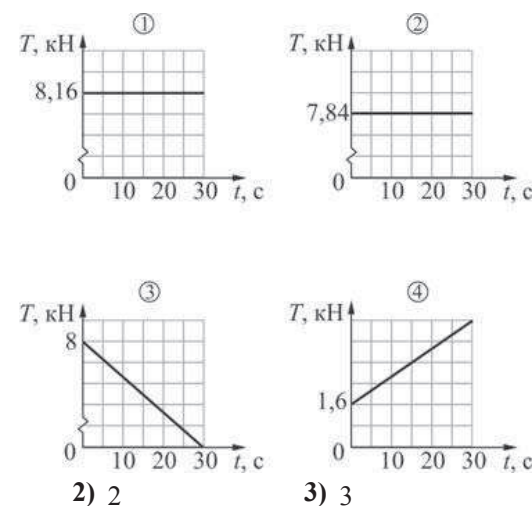 ① ②
T, кН T, кН
8,16 7,84
0 0
10 20 30 t, с 10 20 30 t, с
③ ④
T, кН T, кН
8 1,6
0 0
10 20 30 t, с 10 20 30 t, с
2) 2 3) 3